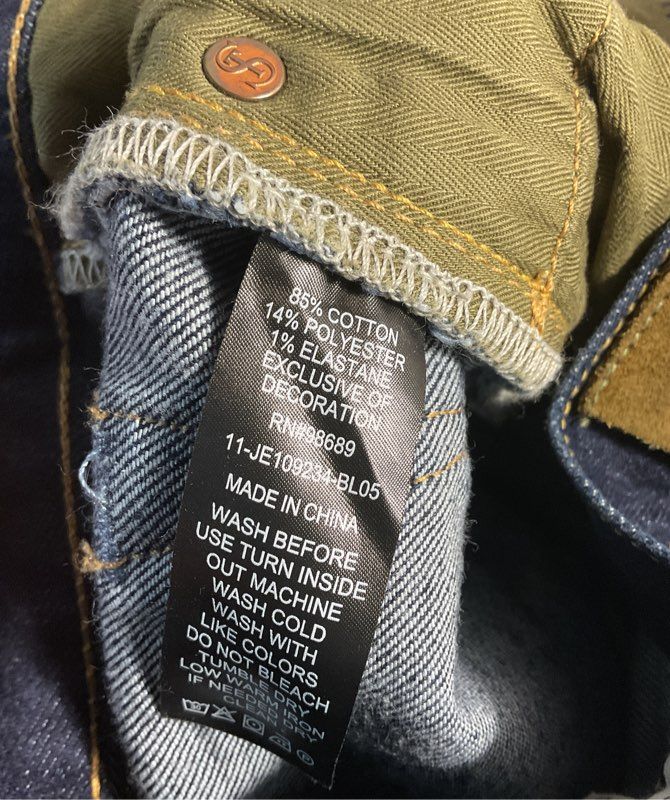 85% COTTON
14% POLYESTER
1% ELASTANE
EXCLUSIVE OF
DECORATION
RN#98689
11-JE109234-BL05
MADE IN CHINA
WASH BEFORE
USE TURN INSIDE
OUT MACHINE
WASH COLD
WASH WITH
LIKE COLORS
DO NOT BLEACH
TUMBLE DRY
LOW WARM IRON
IF NEEDED OR
CLEAN